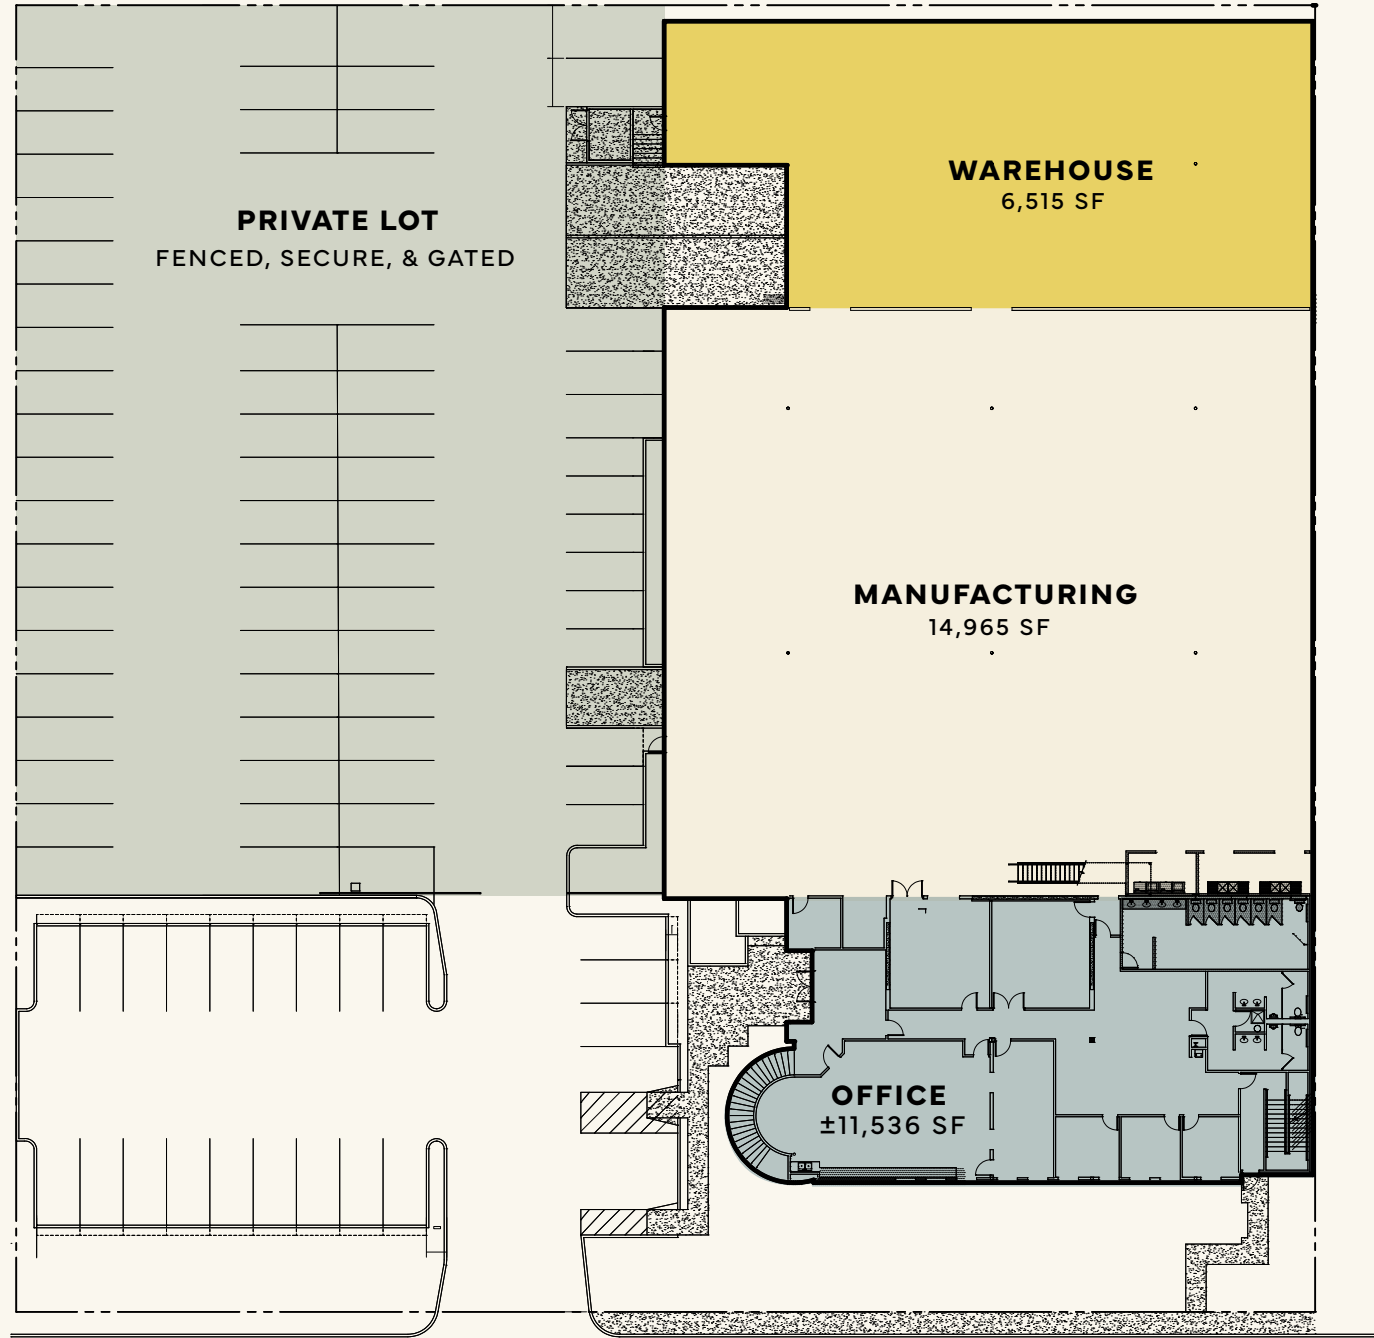 WAREHOUSE
6,515 SF
PRIVATE LOT
FENCED, SECURE, & GATED
MANUFACTURING
14,965 SF
OFFICE
±11,536 SF